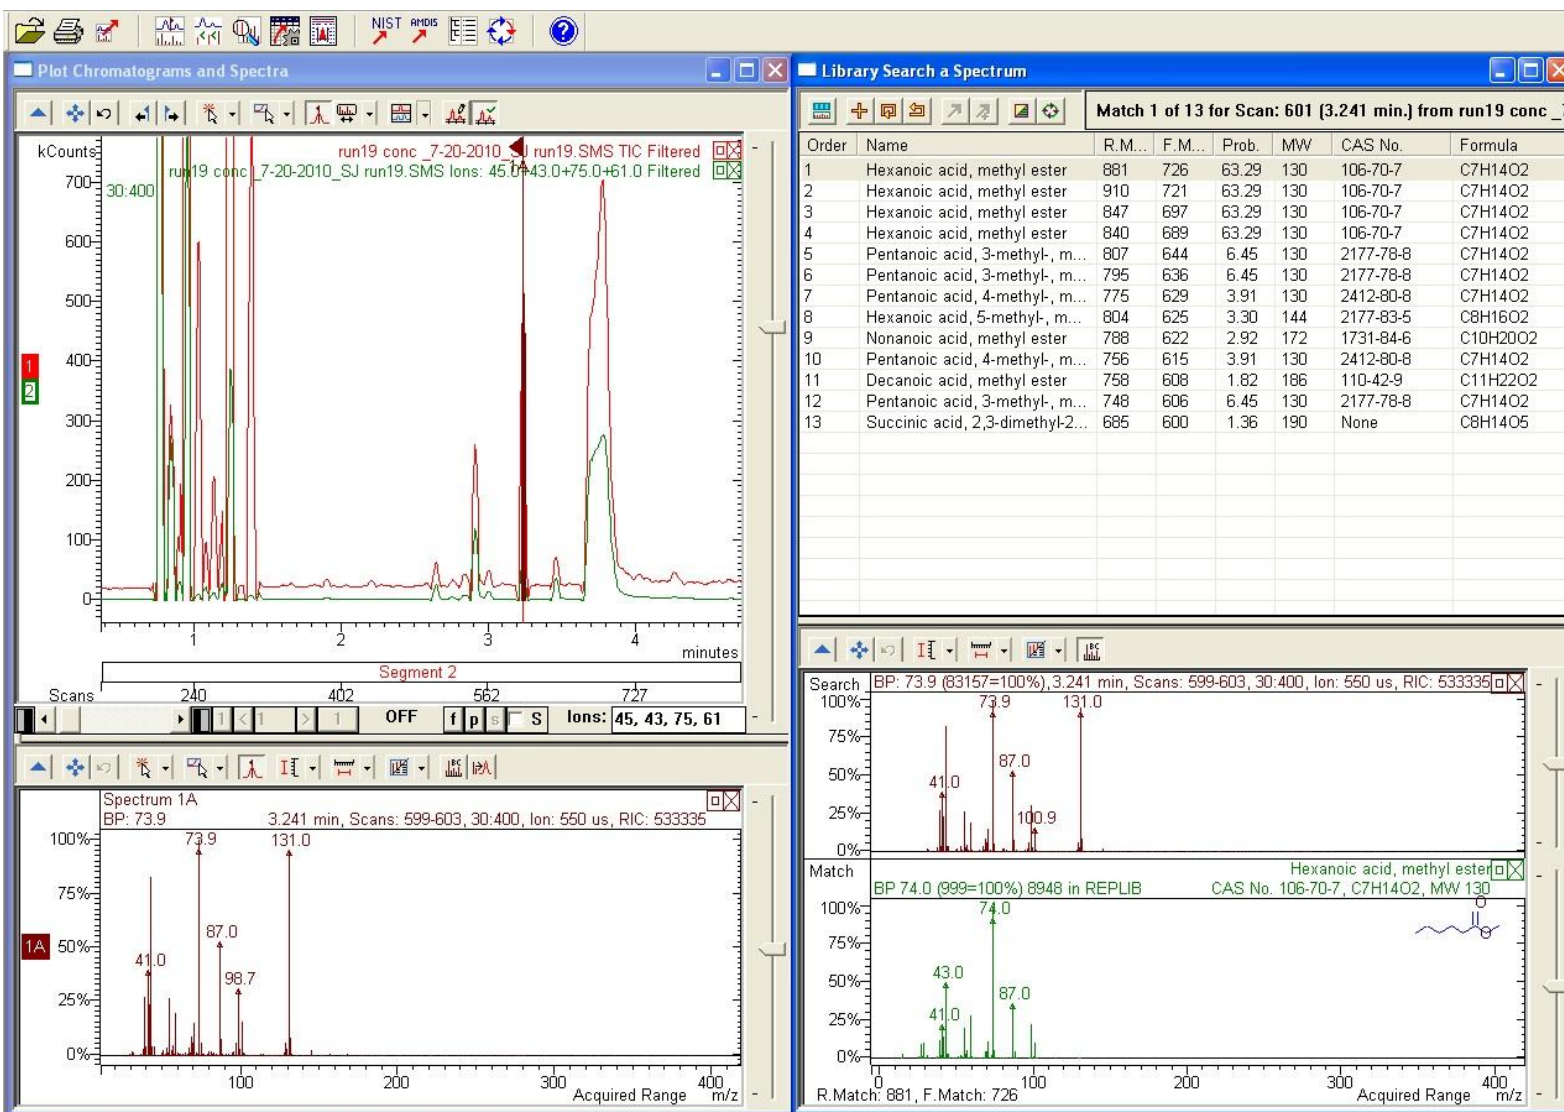 NIST AMDIS
Plot Chromatograms and Spectra
kCounts
run19 conc _7-20-2010_SJ run19.SMS TIC Filtered
run19 conc _7-20-2010_SJ run19.SMS Ions: 45.0+43.0+75.0+61.0 Filtered
30:400
1A
700
600
500
400
300
200
100
0
1
2
1 2 3 4
minutes
Segment 2
Scans 240 402 562 727
1 < 1 > 1 OFF f p s S Ions: 45, 43, 75, 61
Spectrum 1A
BP: 73.9 3.241 min, Scans: 599-603, 30:400, Ion: 550 us, RIC: 533335
100%
75%
50%
25%
0%
1A
73.9
131.0
87.0
41.0
98.7
100 200 300 400
Acquired Range m/z
Library Search a Spectrum
Match 1 of 13 for Scan: 601 (3.241 min.) from run19 conc _7
Order Name R.M... F.M... Prob. MW CAS No. Formula
1 Hexanoic acid, methyl ester 881 726 63.29 130 106-70-7 C7H14O2
2 Hexanoic acid, methyl ester 910 721 63.29 130 106-70-7 C7H14O2
3 Hexanoic acid, methyl ester 847 697 63.29 130 106-70-7 C7H14O2
4 Hexanoic acid, methyl ester 840 689 63.29 130 106-70-7 C7H14O2
5 Pentanoic acid, 3-methyl-, m... 807 644 6.45 130 2177-78-8 C7H14O2
6 Pentanoic acid, 3-methyl-, m... 795 636 6.45 130 2177-78-8 C7H14O2
7 Pentanoic acid, 4-methyl-, m... 775 629 3.91 130 2412-80-8 C7H14O2
8 Hexanoic acid, 5-methyl-, m... 804 625 3.30 144 2177-83-5 C8H16O2
9 Nonanoic acid, methyl ester 788 622 2.92 172 1731-84-6 C10H20O2
10 Pentanoic acid, 4-methyl-, m... 756 615 3.91 130 2412-80-8 C7H14O2
11 Decanoic acid, methyl ester 758 608 1.82 186 110-42-9 C11H22O2
12 Pentanoic acid, 3-methyl-, m... 748 606 6.45 130 2177-78-8 C7H14O2
13 Succinic acid, 2,3-dimethyl-2... 685 600 1.36 190 None C8H14O5
Search BP: 73.9 (83157=100%),3.241 min, Scans: 599-603, 30:400, Ion: 550 us, RIC: 533335
100%
75%
50%
25%
0%
73.9
131.0
87.0
41.0
100.9
Match Hexanoic acid, methyl ester
BP 74.0 (999=100%) 8948 in REPLIB CAS No. 106-70-7, C7H14O2, MW 130
100%
75%
50%
25%
0%
74.0
43.0
87.0
41.0
O
O
0 100 200 300 400
R.Match: 881, F.Match: 726 Acquired Range m/z